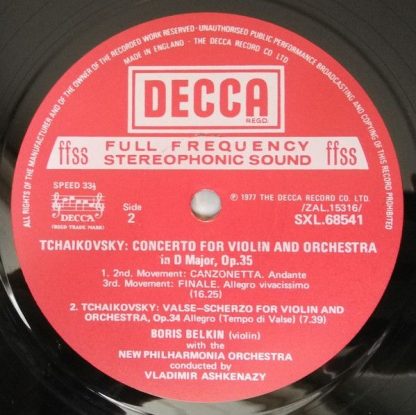 ALL RIGHTS OF THE MANUFACTURER AND OF THE OWNER OF THE RECORDED WORK RESERVED · UNAUTHORISED PUBLIC PERFORMANCE BROADCASTING AND COPYING OF THIS RECORD PROHIBITED
MADE IN ENGLAND · THE DECCA RECORD CO LTD
DECCA
REGD.
ffss FULL FREQUENCY STEREOPHONIC SOUND ffss
SPEED 33⅓
DECCA
(REGD TRADE MARK)
Side
2
℗ 1977 THE DECCA RECORD CO. LTD.
/ZAL.15316/
SXL.68541
TCHAIKOVSKY: CONCERTO FOR VIOLIN AND ORCHESTRA
in D Major, Op.35
1. 2nd. Movement: CANZONETTA. Andante
3rd. Movement: FINALE. Allegro vivacissimo
(16.25)
2. TCHAIKOVSKY: VALSE—SCHERZO FOR VIOLIN AND
ORCHESTRA, Op.34 Allegro (Tempo di Valse) (7.39)
BORIS BELKIN (violin)
with the
NEW PHILHARMONIA ORCHESTRA
conducted by
VLADIMIR ASHKENAZY